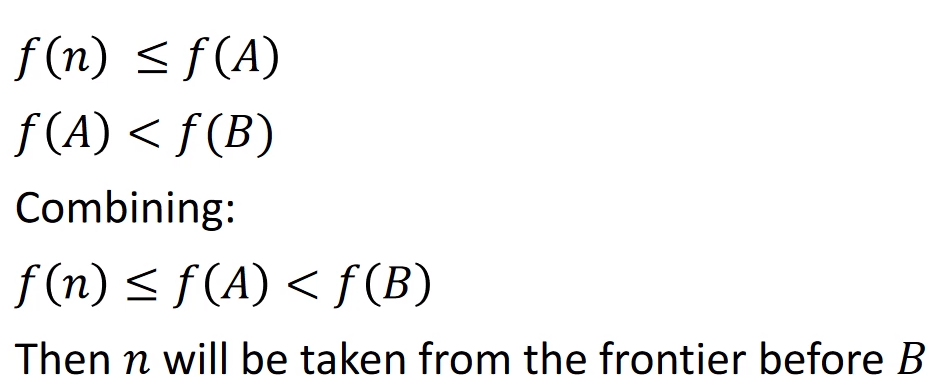 f(n) ≤ f(A)
f(A) < f(B)
Combining:
f(n) ≤ f(A) < f(B)
Then n will be taken from the frontier before B